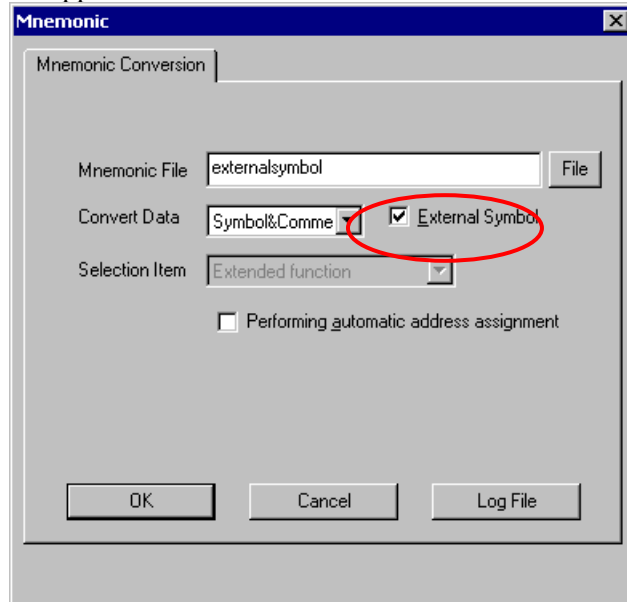 Mnemonic
Mnemonic Conversion
Mnemonic File externalsymbol File
Convert Data Symbol&Comme External Symbol
Selection Item Extended function
Performing automatic address assignment
OK Cancel Log File